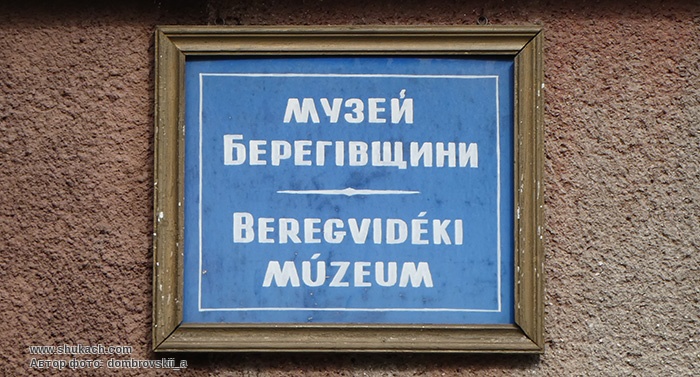 МУЗЕЙ
БЕРЕГІВЩИНИ
BEREGVIDÉKI
MÚZEUM
www.shukach.com
Автор фото: dombrovskii_a